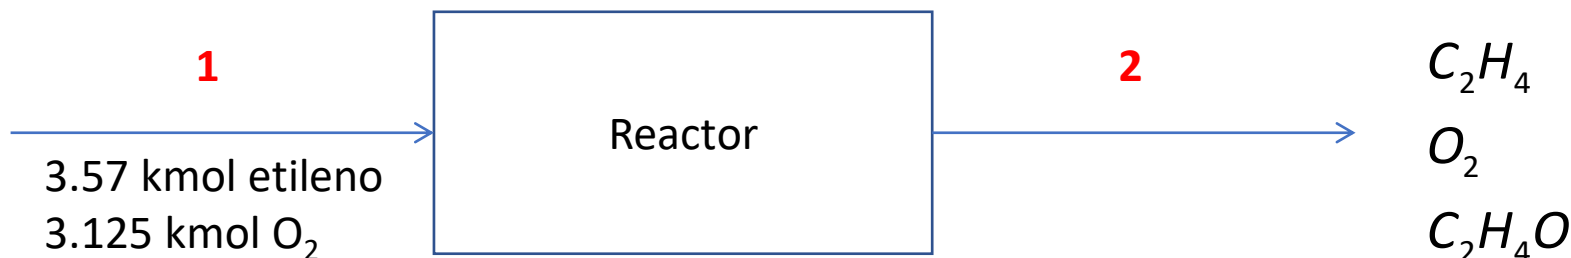 1
3.57 kmol etileno
3.125 kmol O₂
Reactor
2
C₂H₄
O₂
C₂H₄O